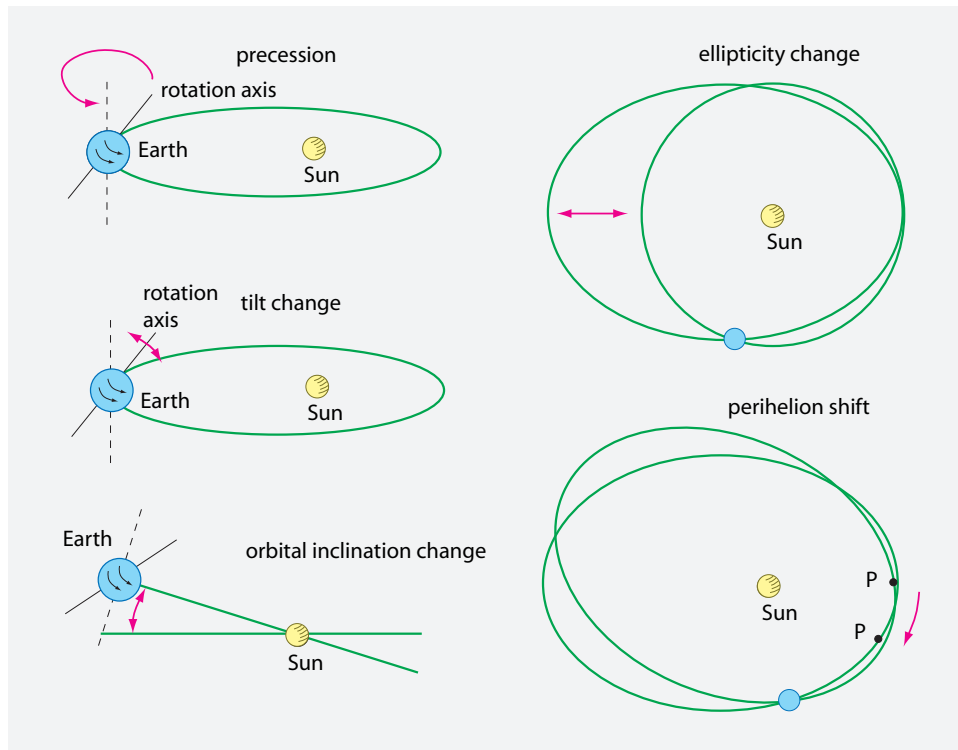 precession
rotation axis
Earth
Sun
rotation
axis
tilt change
Earth
Sun
Earth
orbital inclination change
Sun
ellipticity change
Sun
perihelion shift
P
Sun
P